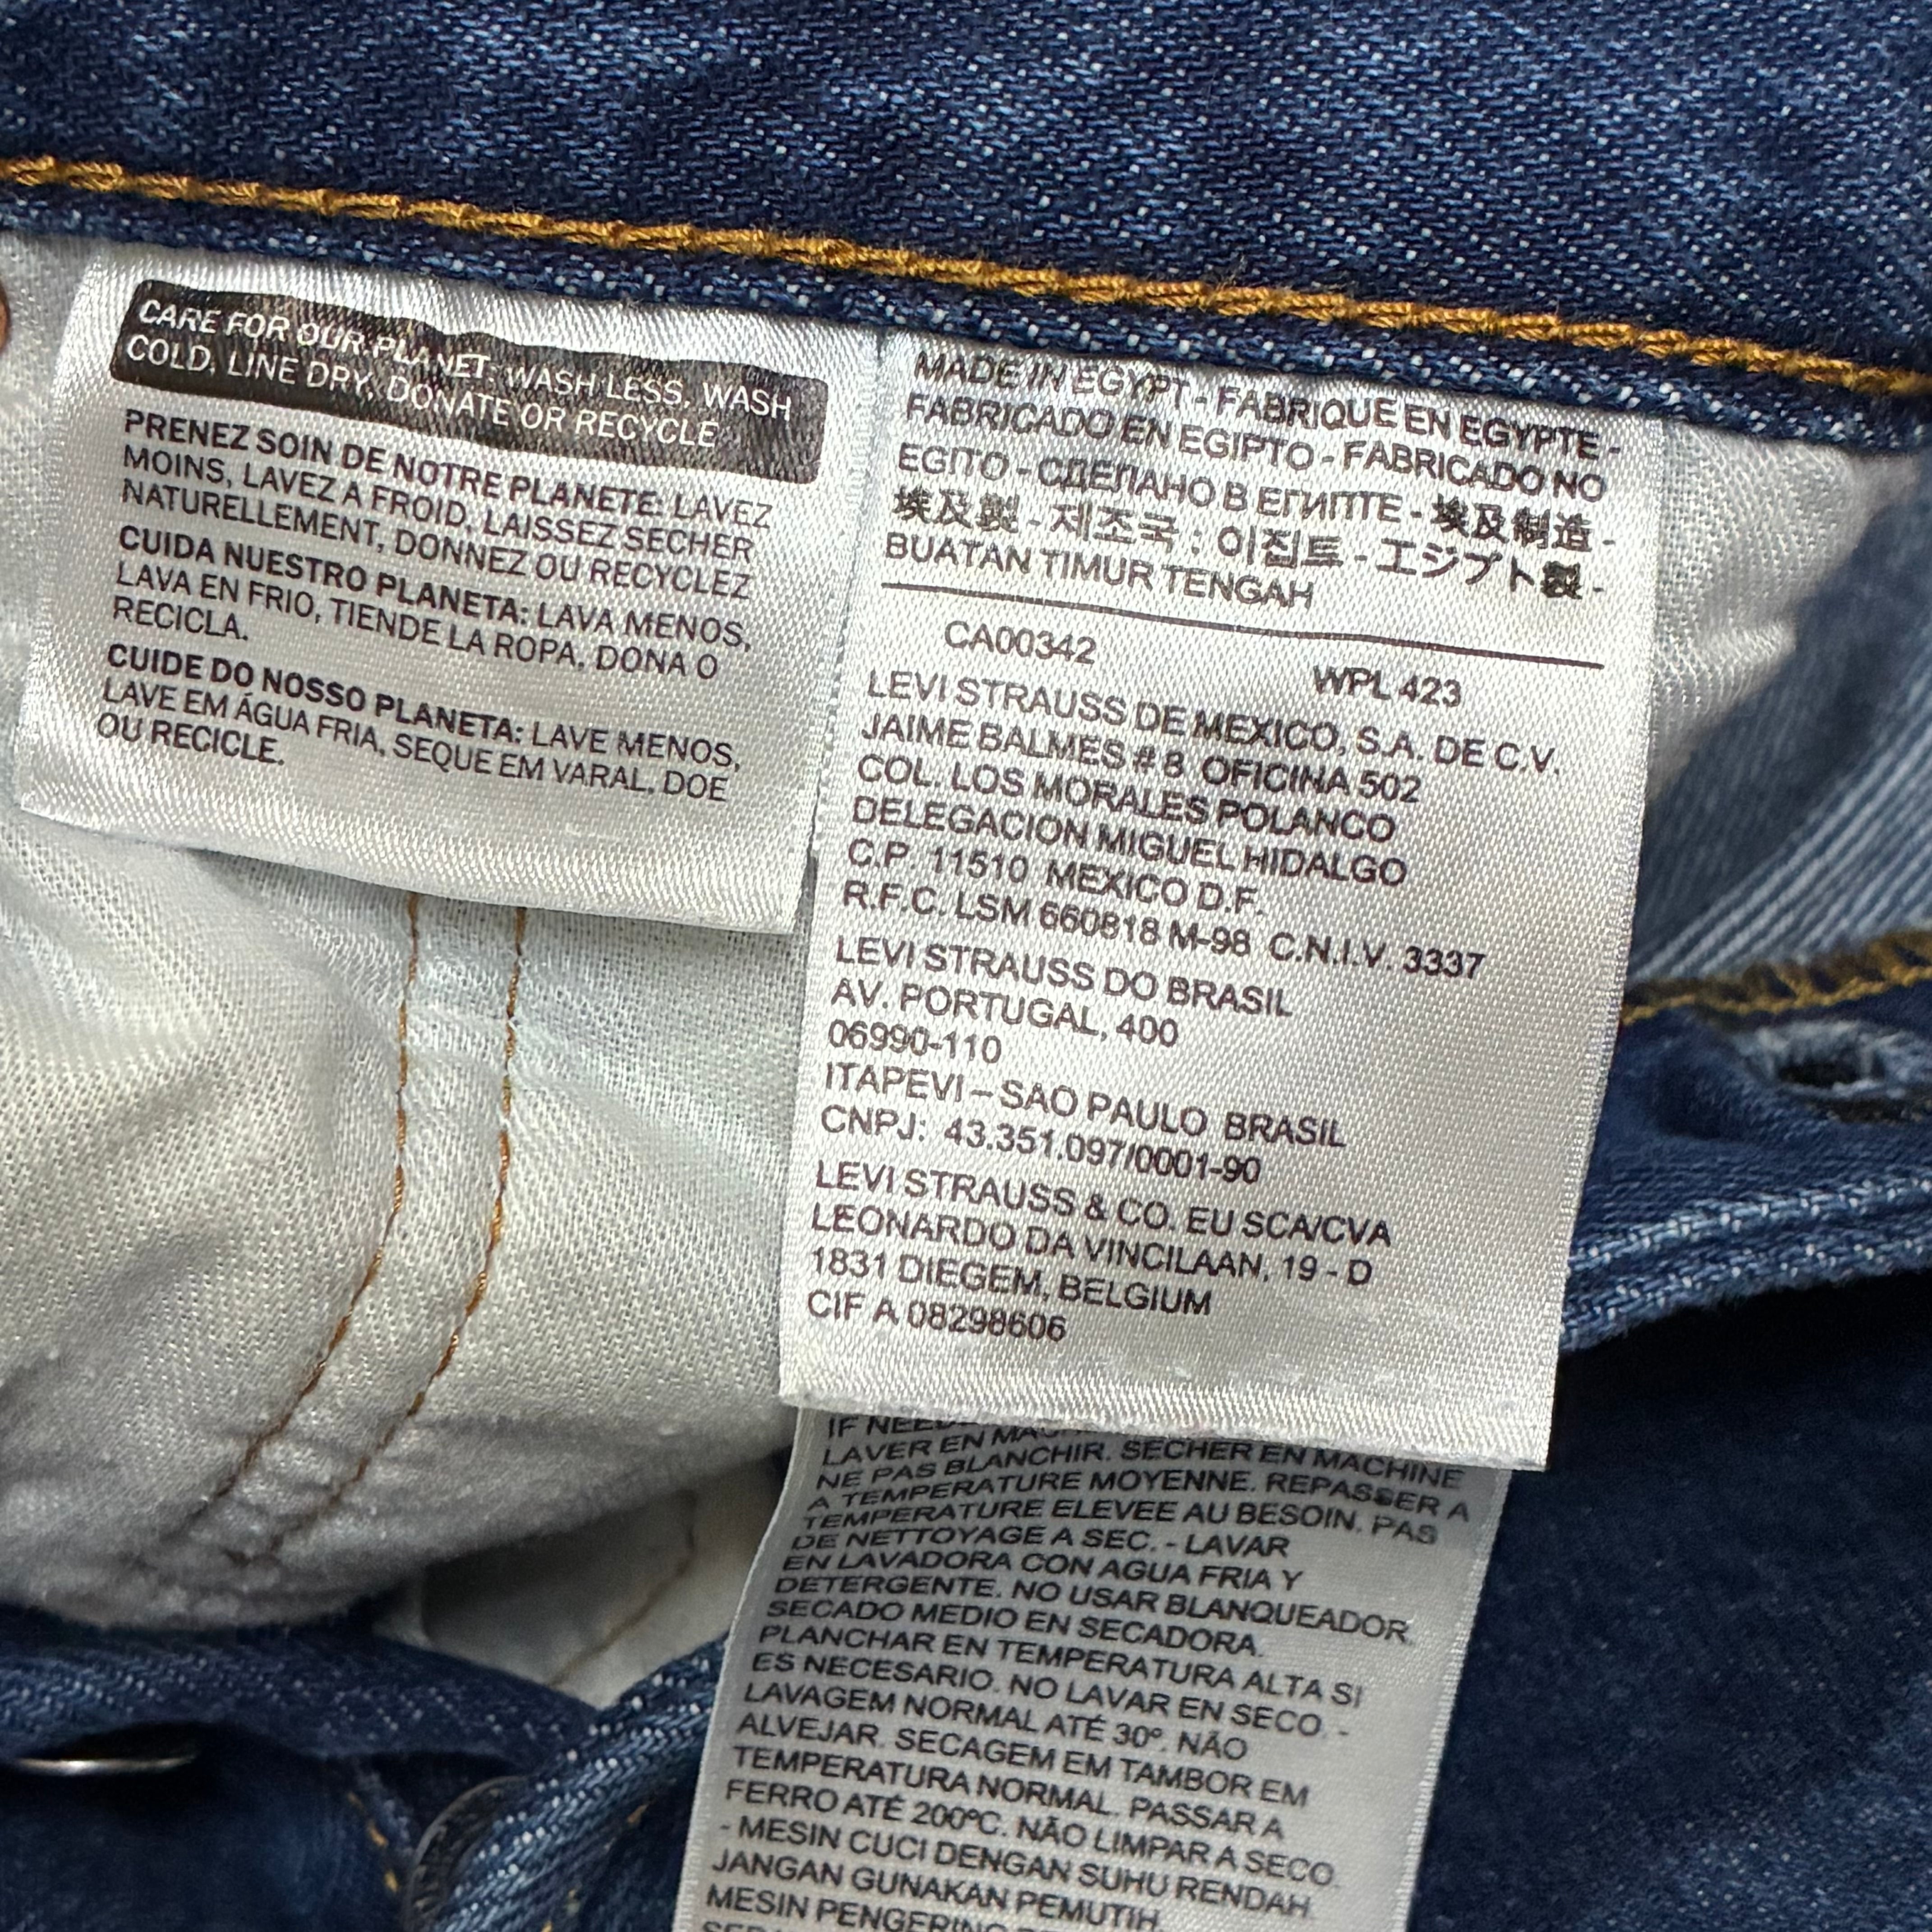 CARE FOR OUR PLANET: WASH LESS, WASH
COLD, LINE DRY, DONATE OR RECYCLE
PRENEZ SOIN DE NOTRE PLANETE: LAVEZ
MOINS, LAVEZ A FROID, LAISSEZ SECHER
NATURELLEMENT, DONNEZ OU RECYCLEZ
CUIDA NUESTRO PLANETA: LAVA MENOS,
LAVA EN FRIO, TIENDE LA ROPA, DONA O
RECICLA.
CUIDE DO NOSSO PLANETA: LAVE MENOS,
LAVE EM ÁGUA FRIA, SEQUE EM VARAL, DOE
OU RECICLE.
MADE IN EGYPT - FABRIQUE EN EGYPTE -
FABRICADO EN EGIPTO - FABRICADO NO
EGITO - СДЕЛАНО В ЕГИПТЕ - 埃及制造 -
埃及製 - 제조국 : 이집트 - エジプト製 -
BUATAN TIMUR TENGAH
CA00342 WPL 423
LEVI STRAUSS DE MEXICO, S.A. DE C.V.
JAIME BALMES # 8 OFICINA 502
COL. LOS MORALES POLANCO
DELEGACION MIGUEL HIDALGO
C.P. 11510 MEXICO D.F.
R.F.C. LSM 660818 M-98 C.N.I.V. 3337
LEVI STRAUSS DO BRASIL
AV. PORTUGAL, 400
06990-110
ITAPEVI – SAO PAULO BRASIL
CNPJ: 43.351.097/0001-90
LEVI STRAUSS & CO. EU SCA/CVA
LEONARDO DA VINCILAAN, 19 - D
1831 DIEGEM, BELGIUM
CIF A 08298606
IF
LAVER EN
NE PAS BLANCHIR. SECHER EN MACHINE
A TEMPERATURE MOYENNE. REPASSER A
TEMPERATURE ELEVEE AU BESOIN. PAS
DE NETTOYAGE A SEC. - LAVAR
EN LAVADORA CON AGUA FRIA Y
DETERGENTE. NO USAR BLANQUEADOR.
SECADO MEDIO EN SECADORA.
PLANCHAR EN TEMPERATURA ALTA SI
ES NECESARIO. NO LAVAR EN SECO. -
LAVAGEM NORMAL ATÉ 30º. NÃO
ALVEJAR. SECAGEM EM TAMBOR EM
TEMPERATURA NORMAL. PASSAR A
FERRO ATÉ 200ºC. NÃO LIMPAR A SECO.
- MESIN CUCI DENGAN SUHU RENDAH.
JANGAN GUNAKAN PEMUTIH.
MESIN PENGERING